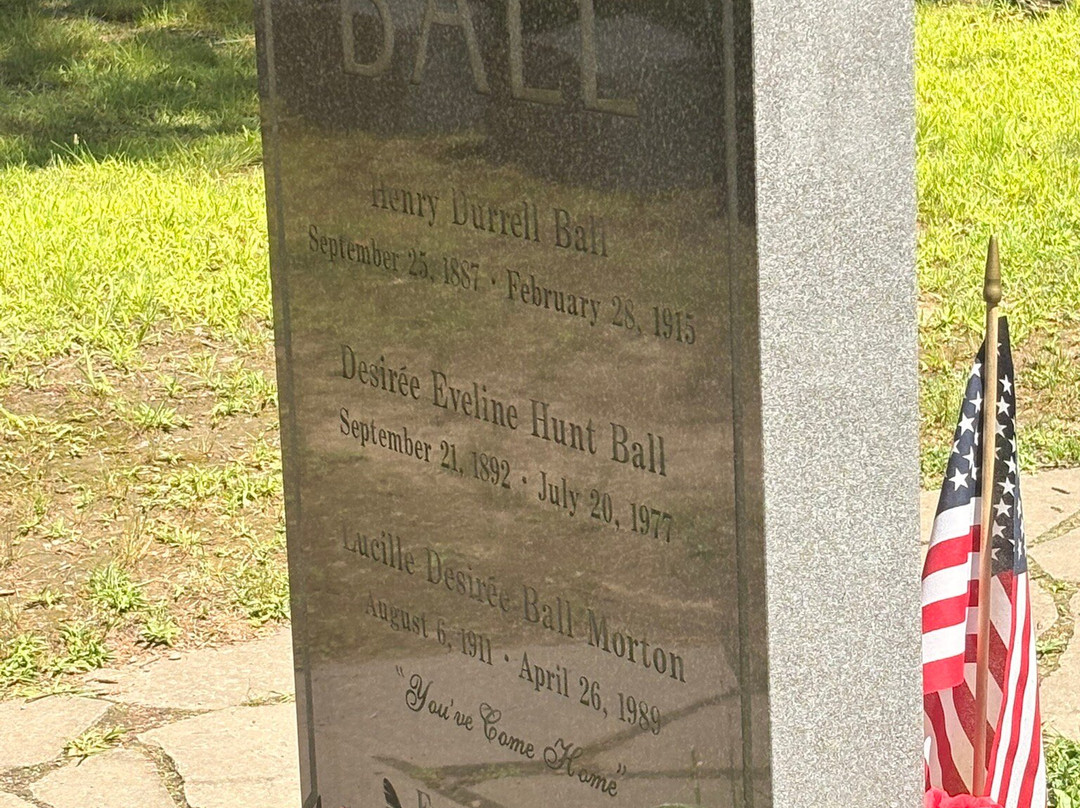 BALL
Henry Durrell Ball
September 25, 1887 · February 28, 1915
Desirée Eveline Hunt Ball
September 21, 1892 · July 20, 1977
Lucille Desirée Ball Morton
August 6, 1911 · April 26, 1989
"You've Come Home"